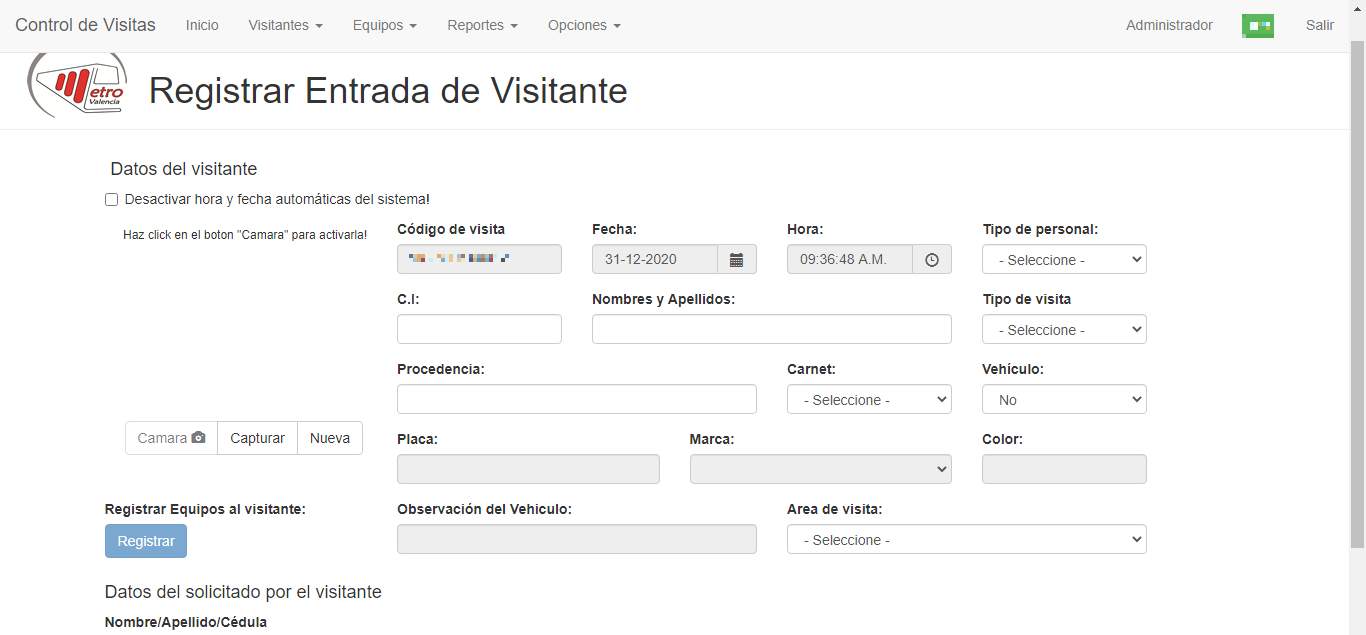 Control de Visitas Inicio Visitantes Equipos Reportes Opciones Administrador Salir
etro
Valencia
Registrar Entrada de Visitante
Datos del visitante
Desactivar hora y fecha automáticas del sistema!
Haz click en el boton "Camara" para activarla!
Código de visita Fecha: Hora: Tipo de personal:
31-12-2020 09:36:48 A.M. - Seleccione -
C.I: Nombres y Apellidos: Tipo de visita
- Seleccione -
Procedencia: Carnet: Vehículo:
- Seleccione - No
Camara Capturar Nueva
Placa: Marca: Color:
Registrar Equipos al visitante: Observación del Vehiculo: Area de visita:
Registrar - Seleccione -
Datos del solicitado por el visitante
Nombre/Apellido/Cédula